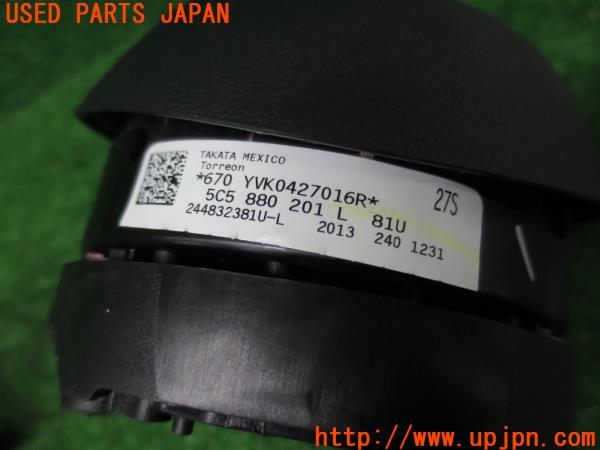 USED PARTS JAPAN
TAKATA MEXICO
Torreon
*670 YVK0427016R*
27S
5C5 880 201 L 81U
244832381U-L 2013 240 1231
http://www.upjpn.com/